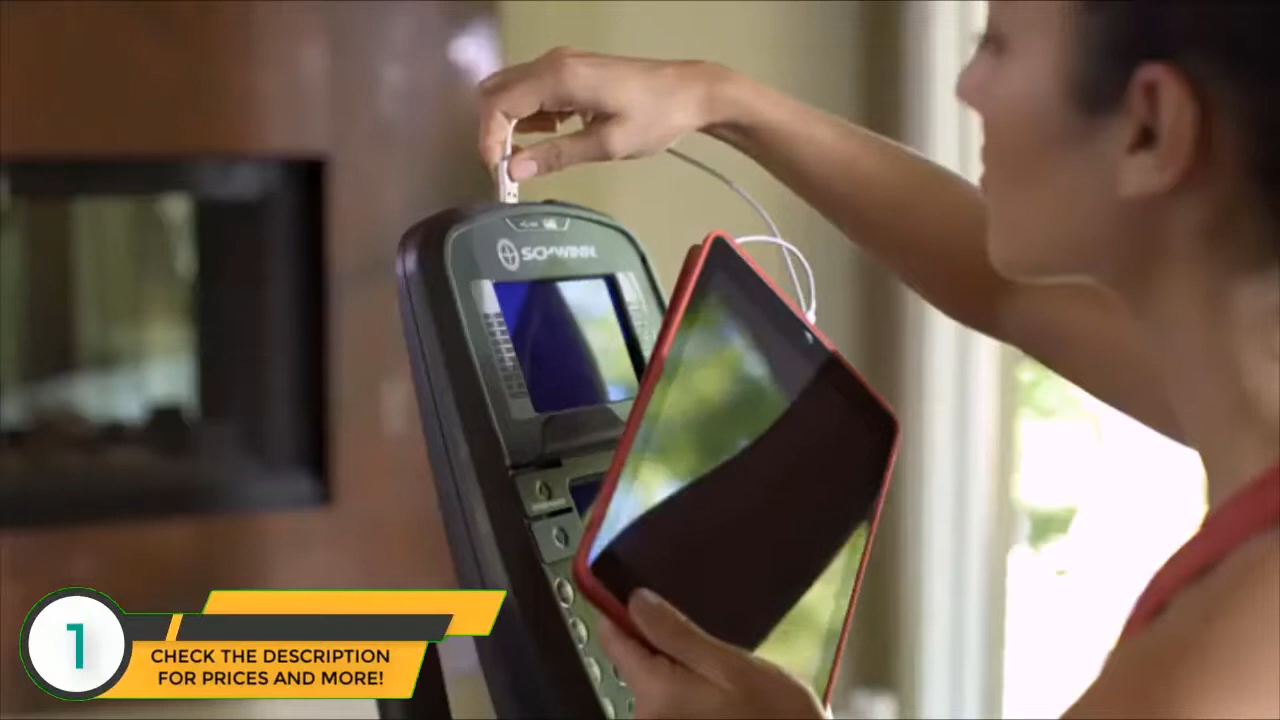 SCHWINN
1
CHECK THE DESCRIPTION
FOR PRICES AND MORE!